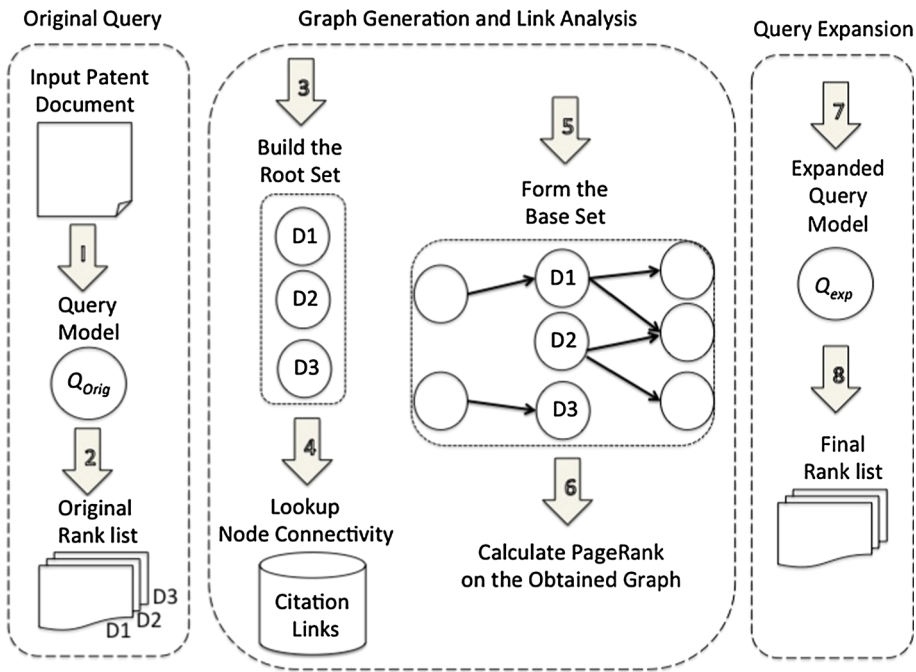 Original Query
Input Patent
Document
1
Query
Model
QOrig
2
Original
Rank list
D3
D2
D1
Graph Generation and Link Analysis
3
Build the
Root Set
D1
D2
D3
4
Lookup
Node Connectivity
Citation
Links
5
Form the
Base Set
D1
D2
D3
6
Calculate PageRank
on the Obtained Graph
Query Expansion
7
Expanded
Query
Model
Qexp
8
Final
Rank list